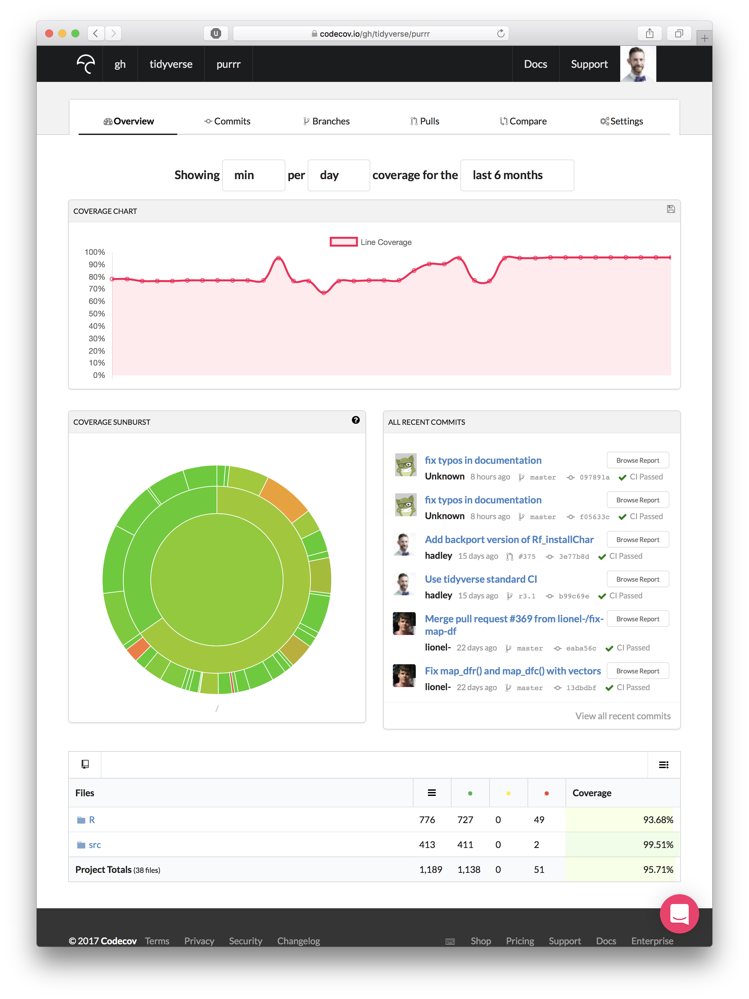 codecov.io/gh/tidyverse/purrr
gh tidyverse purrr Docs Support
Overview Commits Branches Pulls Compare Settings
Showing min per day coverage for the last 6 months
COVERAGE CHART
Line Coverage
100%
90%
80%
70%
60%
50%
40%
30%
20%
10%
0%
COVERAGE SUNBURST
/
ALL RECENT COMMITS
fix typos in documentation Browse Report
Unknown 8 hours ago master 097891a CI Passed
fix typos in documentation Browse Report
Unknown 8 hours ago master f05633c CI Passed
Add backport version of Rf_installChar Browse Report
hadley 15 days ago #375 3e77b8d CI Passed
Use tidyverse standard CI Browse Report
hadley 15 days ago r3.1 b99c69e CI Passed
Merge pull request #369 from lionel-/fix- Browse Report
map-df
lionel- 22 days ago master eaba56c CI Passed
Fix map_dfr() and map_dfc() with vectors Browse Report
lionel- 22 days ago master 13dbdbf CI Passed
View all recent commits
Files Coverage
R 776 727 0 49 93.68%
src 413 411 0 2 99.51%
Project Totals (38 files) 1,189 1,138 0 51 95.71%
© 2017 Codecov Terms Privacy Security Changelog Shop Pricing Support Docs Enterprise